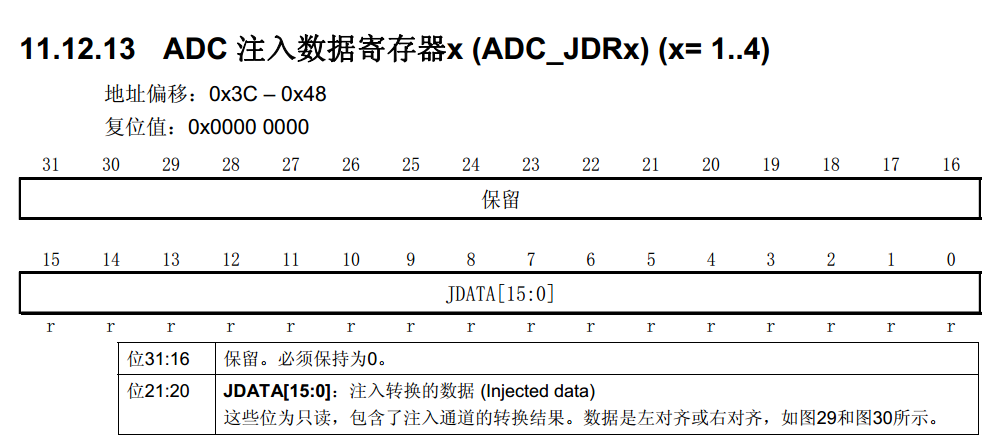 11.12.13 ADC 注入数据寄存器x (ADC_JDRx) (x= 1..4)
地址偏移：0x3C – 0x48
复位值：0x0000 0000
31 30 29 28 27 26 25 24 23 22 21 20 19 18 17 16
保留
15 14 13 12 11 10 9 8 7 6 5 4 3 2 1 0
JDATA[15:0]
r r r r r r r r r r r r r r r r
位31:16 保留。必须保持为0。
位21:20 JDATA[15:0]：注入转换的数据 (Injected data)
这些位为只读，包含了注入通道的转换结果。数据是左对齐或右对齐，如图29和图30所示。